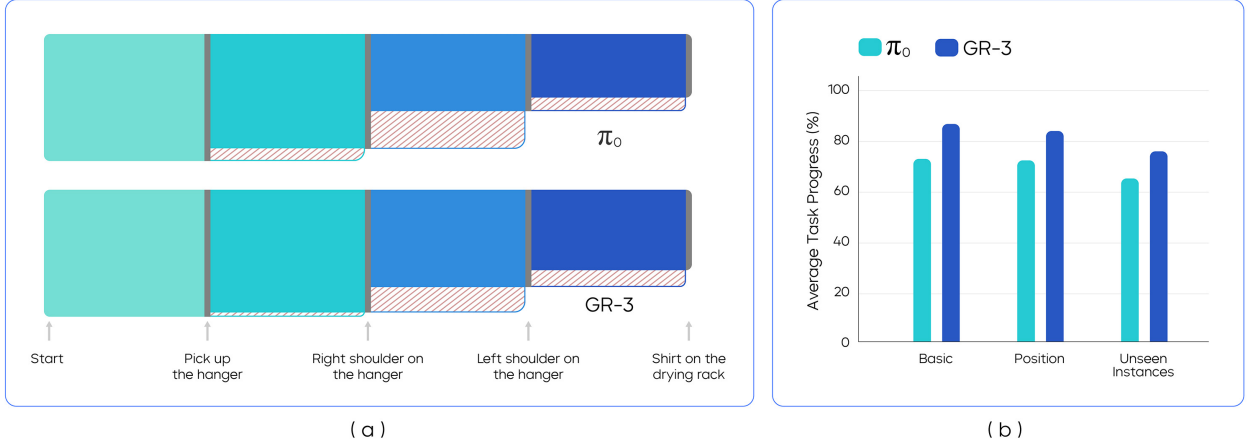 π0
GR-3
Start
Pick up
the hanger
Right shoulder on
the hanger
Left shoulder on
the hanger
Shirt on the
drying rack
( a )
π0
GR-3
Average Task Progress (%)
100
80
60
40
20
0
Basic
Position
Unseen
Instances
( b )